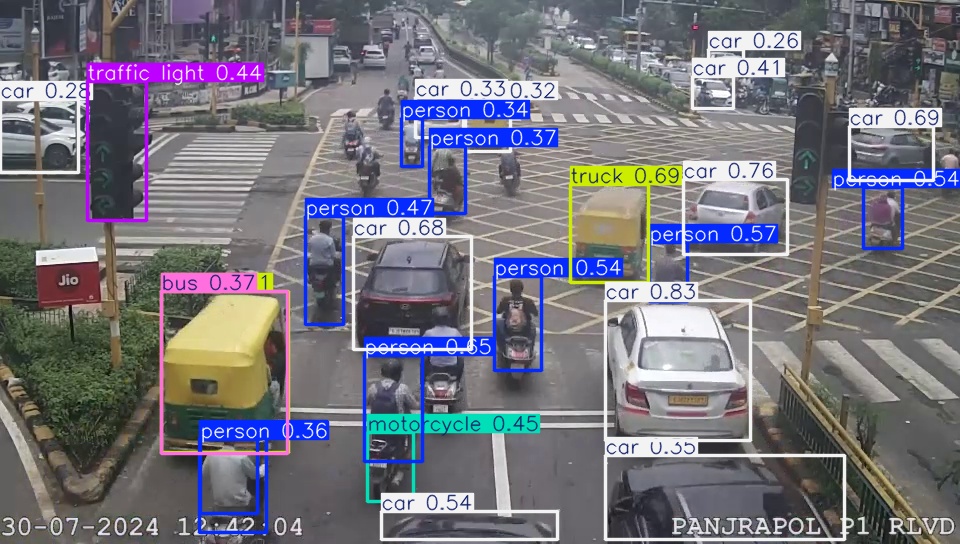 car 0.26
car 0.41
traffic light 0.44
car 0.28
car 0.33 0.32
person 0.34
car 0.69
person 0.37
truck 0.69 car 0.76
person 0.54
person 0.47
car 0.68
person 0.57
Jio
person 0.54
bus 0.37 1
car 0.83
person 0.65
motorcycle 0.45
person 0.36
car 0.35
car 0.54
30-07-2024 12:42:04
PANJRAPOL P1 RLVD